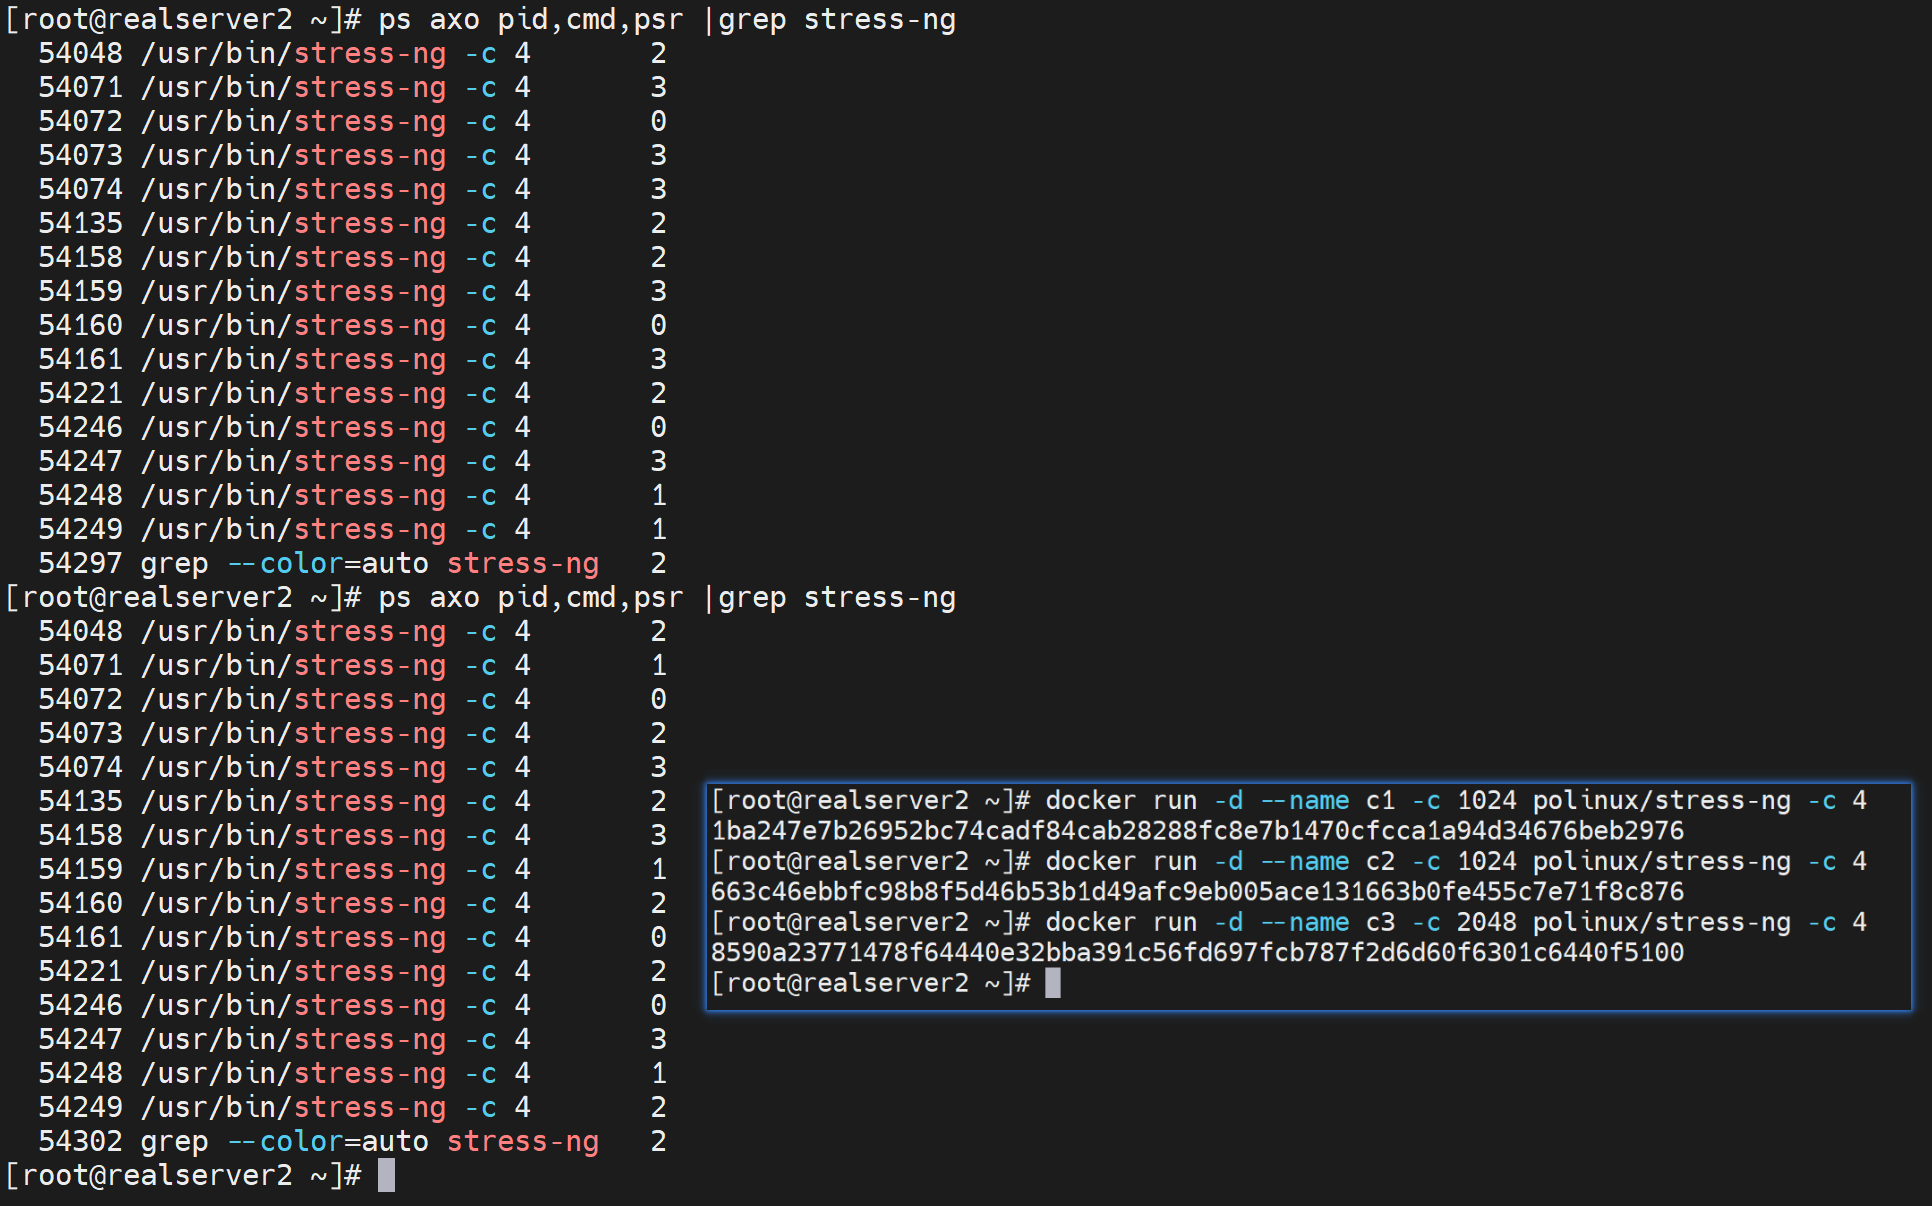 [root@realserver2 ~]# ps axo pid,cmd,psr |grep stress-ng
54048 /usr/bin/stress-ng -c 4 2
54071 /usr/bin/stress-ng -c 4 3
54072 /usr/bin/stress-ng -c 4 0
54073 /usr/bin/stress-ng -c 4 3
54074 /usr/bin/stress-ng -c 4 3
54135 /usr/bin/stress-ng -c 4 2
54158 /usr/bin/stress-ng -c 4 2
54159 /usr/bin/stress-ng -c 4 3
54160 /usr/bin/stress-ng -c 4 0
54161 /usr/bin/stress-ng -c 4 3
54221 /usr/bin/stress-ng -c 4 2
54246 /usr/bin/stress-ng -c 4 0
54247 /usr/bin/stress-ng -c 4 3
54248 /usr/bin/stress-ng -c 4 1
54249 /usr/bin/stress-ng -c 4 1
54297 grep --color=auto stress-ng 2
[root@realserver2 ~]# ps axo pid,cmd,psr |grep stress-ng
54048 /usr/bin/stress-ng -c 4 2
54071 /usr/bin/stress-ng -c 4 1
54072 /usr/bin/stress-ng -c 4 0
54073 /usr/bin/stress-ng -c 4 2
54074 /usr/bin/stress-ng -c 4 3
54135 /usr/bin/stress-ng -c 4 2
54158 /usr/bin/stress-ng -c 4 3
54159 /usr/bin/stress-ng -c 4 1
54160 /usr/bin/stress-ng -c 4 2
54161 /usr/bin/stress-ng -c 4 0
54221 /usr/bin/stress-ng -c 4 2
54246 /usr/bin/stress-ng -c 4 0
54247 /usr/bin/stress-ng -c 4 3
54248 /usr/bin/stress-ng -c 4 1
54249 /usr/bin/stress-ng -c 4 2
54302 grep --color=auto stress-ng 2
[root@realserver2 ~]#
[root@realserver2 ~]# docker run -d --name c1 -c 1024 polinux/stress-ng -c 4
1ba247e7b26952bc74cadf84cab28288fc8e7b1470cfcca1a94d34676beb2976
[root@realserver2 ~]# docker run -d --name c2 -c 1024 polinux/stress-ng -c 4
663c46ebbfc98b8f5d46b53b1d49afc9eb005ace131663b0fe455c7e71f8c876
[root@realserver2 ~]# docker run -d --name c3 -c 2048 polinux/stress-ng -c 4
8590a23771478f64440e32bba391c56fd697fcb787f2d6d60f6301c6440f5100
[root@realserver2 ~]#